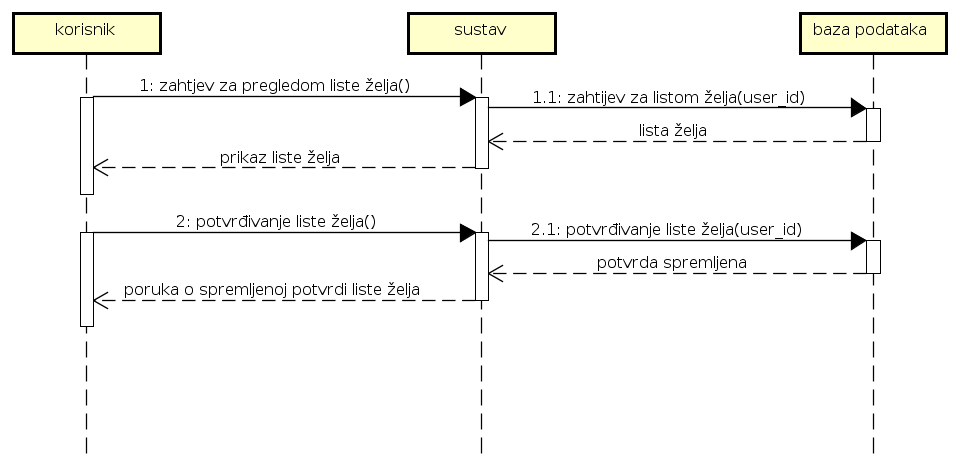 korisnik
sustav
baza podataka
1: zahtjev za pregledom liste želja()
1.1: zahtijev za listom želja(user_id)
lista želja
prikaz liste želja
2: potvrđivanje liste želja()
2.1: potvrđivanje liste želja(user_id)
potvrda spremljena
poruka o spremljenoj potvrdi liste želja